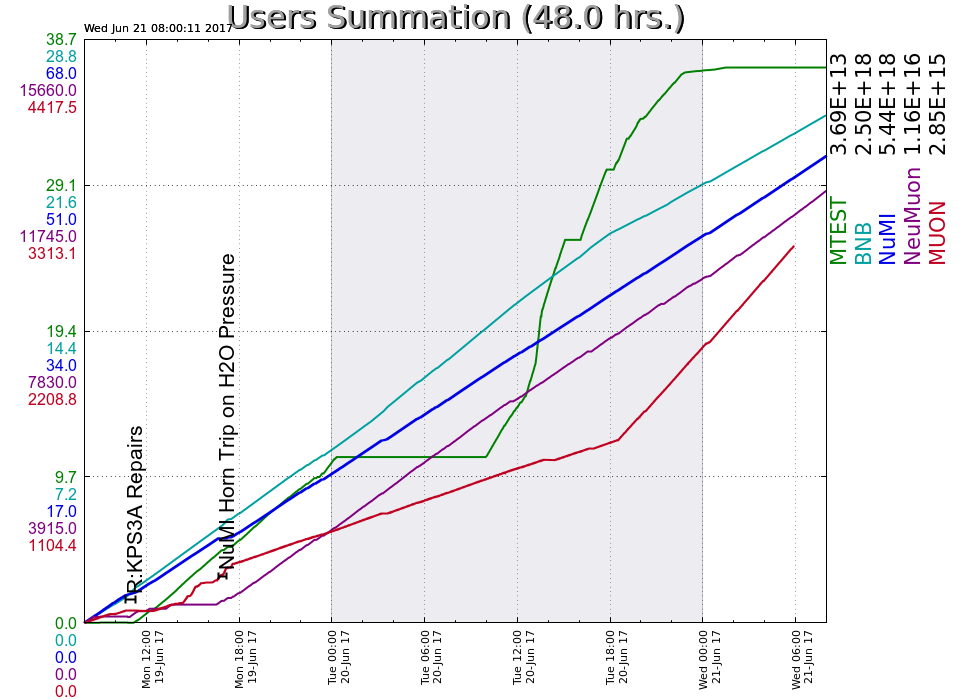 Users Summation (48.0 hrs.)
Wed Jun 21 08:00:11 2017
38.7
28.8
68.0
15660.0
4417.5
29.1
21.6
51.0
11745.0
3313.1
19.4
14.4
34.0
7830.0
2208.8
9.7
7.2
17.0
3915.0
1104.4
0.0
0.0
0.0
0.0
0.0
R:KPS3A Repairs
NuMI Horn Trip on H2O Pressure
Mon 12:00
19-Jun 17
Mon 18:00
19-Jun 17
Tue 00:00
20-Jun 17
Tue 06:00
20-Jun 17
Tue 12:00
20-Jun 17
Tue 18:00
20-Jun 17
Wed 00:00
21-Jun 17
Wed 06:00
21-Jun 17
MTEST 3.69E+13
BNB 2.50E+18
NuMI 5.44E+18
NeuMuon 1.16E+16
MUON 2.85E+15